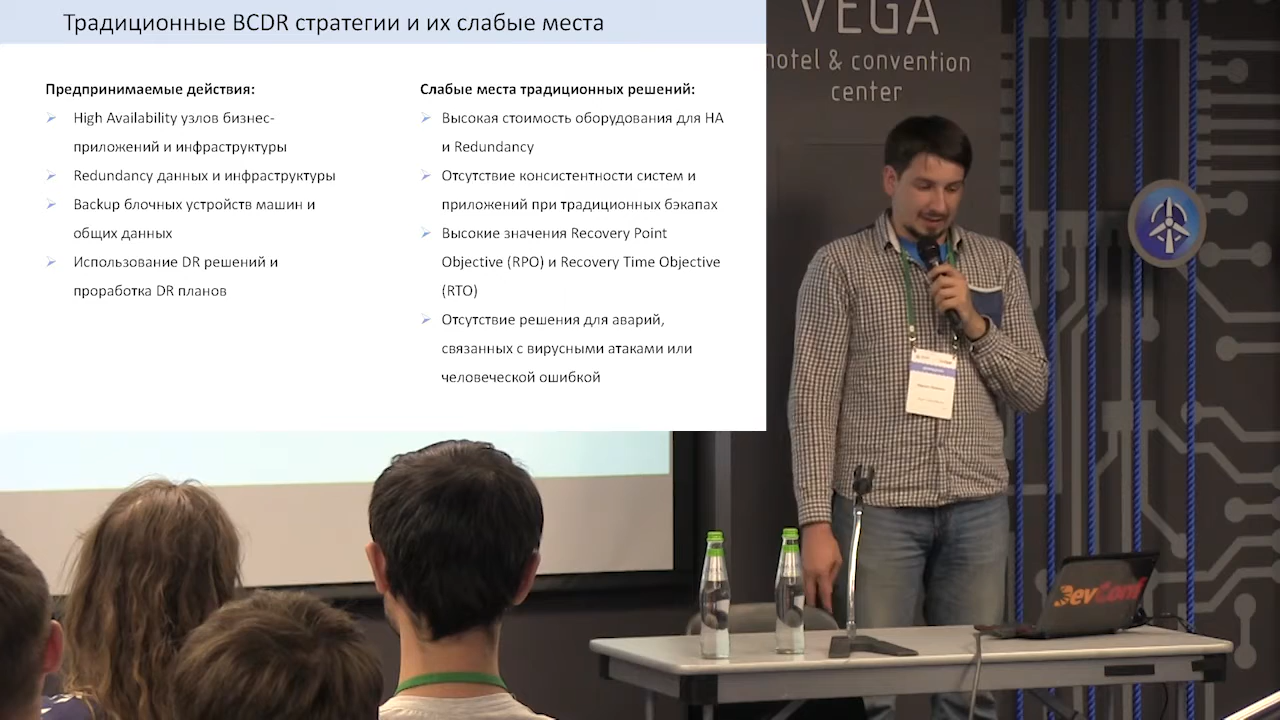 Традиционные BCDR стратегии и их слабые места
Предпринимаемые действия:
High Availability узлов бизнес-
приложений и инфраструктуры
Redundancy данных и инфраструктуры
Backup блочных устройств машин и
общих данных
Использование DR решений и
проработка DR планов
Слабые места традиционных решений:
Высокая стоимость оборудования для HA
и Redundancy
Отсутствие консистентности систем и
приложений при традиционных бэкапах
Высокие значения Recovery Point
Objective (RPO) и Recovery Time Objective
(RTO)
Отсутствие решения для аварий,
связанных с вирусными атаками или
человеческой ошибкой
VEGA
hotel & convention
center
DevConf